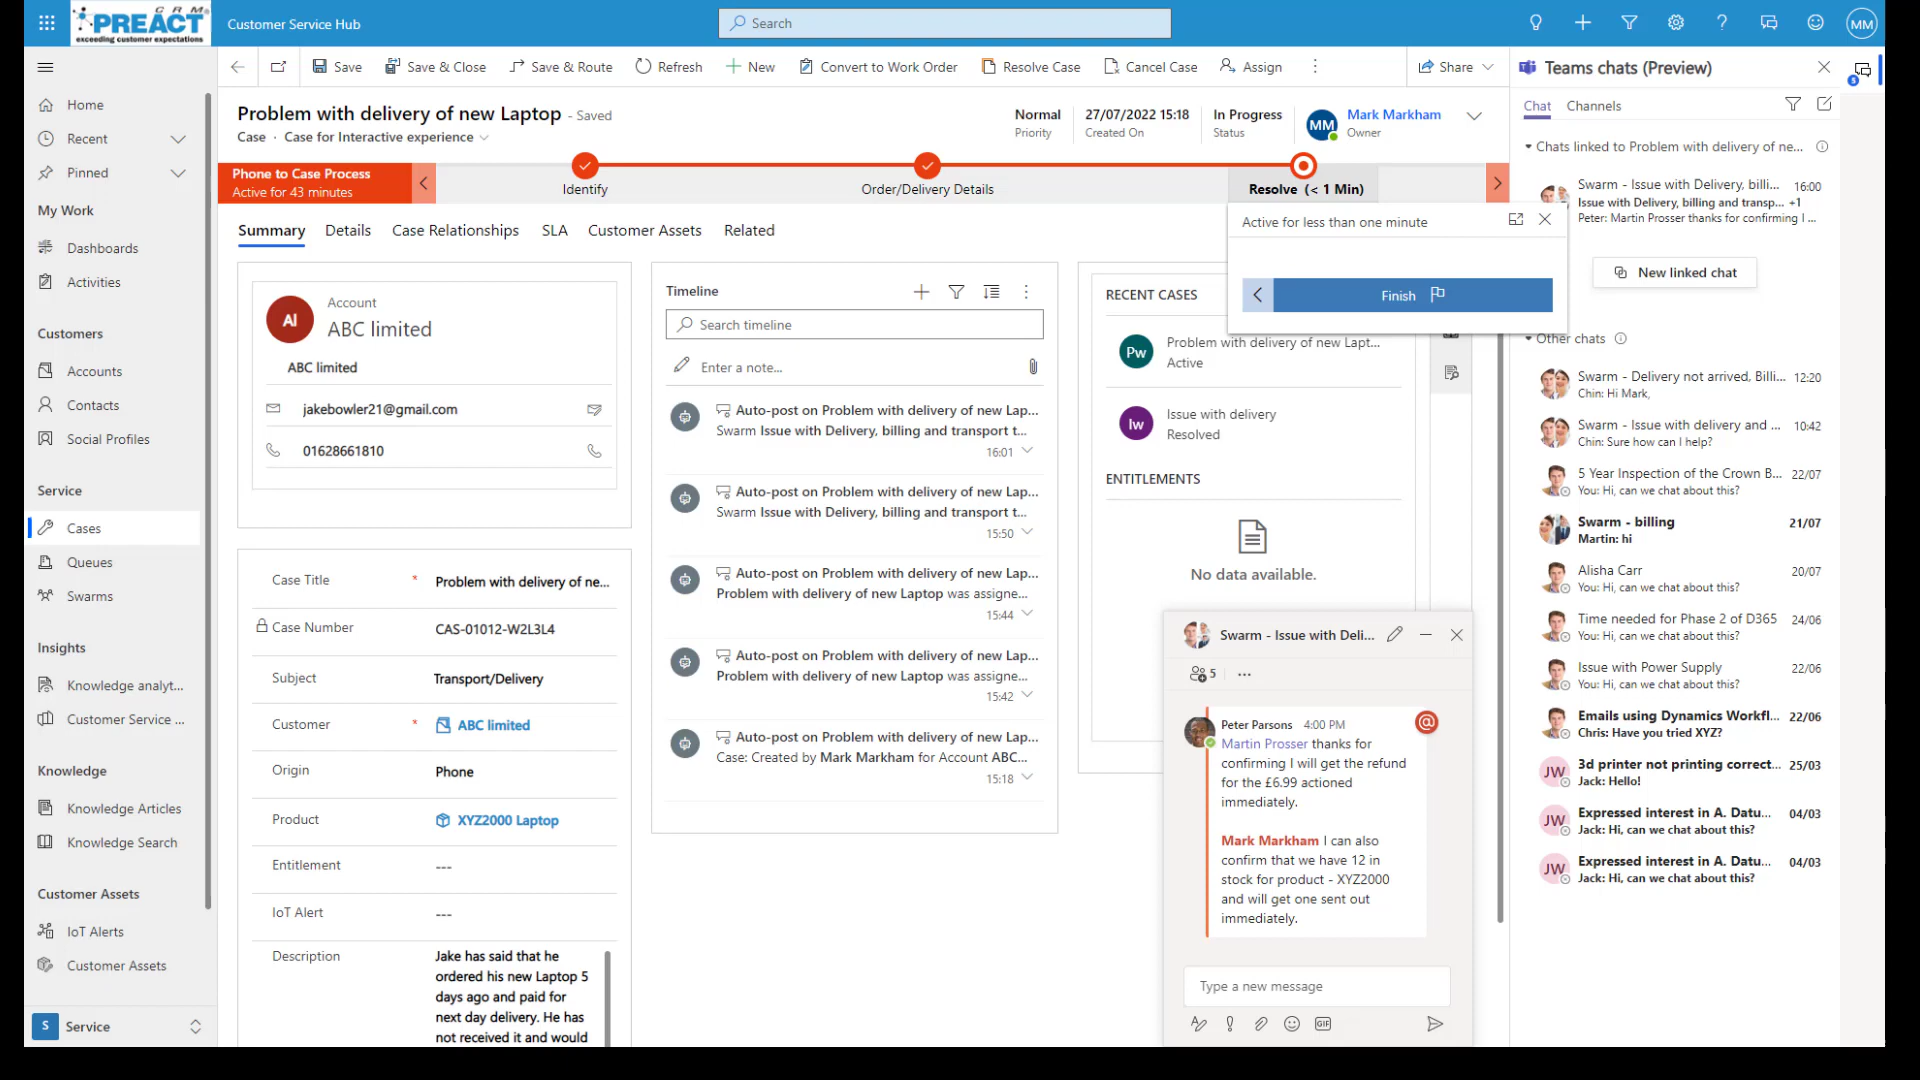 CRM
PREACT
exceeding customer expectations
Customer Service Hub
Search
MM
Save
Save & Close
Save & Route
Refresh
New
Convert to Work Order
Resolve Case
Cancel Case
Assign
Share
Home
Recent
Pinned
My Work
Dashboards
Activities
Customers
Accounts
Contacts
Social Profiles
Service
Cases
Queues
Swarms
Insights
Knowledge analyt...
Customer Service ...
Knowledge
Knowledge Articles
Knowledge Search
Customer Assets
IoT Alerts
Customer Assets
S Service
Problem with delivery of new Laptop - Saved
Case · Case for Interactive experience
Normal
Priority
27/07/2022 15:18
Created On
In Progress
Status
MM
Mark Markham
Owner
Phone to Case Process
Active for 43 minutes
Identify
Order/Delivery Details
Resolve (< 1 Min)
Active for less than one minute
Finish
Summary
Details
Case Relationships
SLA
Customer Assets
Related
Al
Account
ABC limited
ABC limited
jakebowler21@gmail.com
01628661810
Case Title * Problem with delivery of ne...
Case Number CAS-01012-W2L3L4
Subject Transport/Delivery
Customer * ABC limited
Origin Phone
Product XYZ2000 Laptop
Entitlement ---
IoT Alert ---
Description Jake has said that he
ordered his new Laptop 5
days ago and paid for
next day delivery. He has
not received it and would
Timeline
Search timeline
Enter a note...
Auto-post on Problem with delivery of new Lap...
Swarm Issue with Delivery, billing and transport t...
16:01
Auto-post on Problem with delivery of new Lap...
Swarm Issue with Delivery, billing and transport t...
15:50
Auto-post on Problem with delivery of new Lap...
Problem with delivery of new Laptop was assigne...
15:44
Auto-post on Problem with delivery of new Lap...
Problem with delivery of new Laptop was assigne...
15:42
Auto-post on Problem with delivery of new Lap...
Case: Created by Mark Markham for Account ABC...
15:18
RECENT CASES
Pw
Problem with delivery of new Lapt...
Active
Iw
Issue with delivery
Resolved
ENTITLEMENTS
No data available.
Swarm - Issue with Deli...
5
Peter Parsons 4:00 PM
@
Martin Prosser thanks for
confirming I will get the refund
for the £6.99 actioned
immediately.
Mark Markham I can also
confirm that we have 12 in
stock for product - XYZ2000
and will get one sent out
immediately.
Type a new message
GIF
Teams chats (Preview)
Chat
Channels
Chats linked to Problem with delivery of ne...
Swarm - Issue with Delivery, billi... 16:00
Issue with Delivery, billing and transp... +1
Peter: Martin Prosser thanks for confirming I ...
New linked chat
Other chats
Swarm - Delivery not arrived, Billi... 12:20
Chin: Hi Mark,
Swarm - Issue with delivery and ... 10:42
Chin: Sure how can I help?
5 Year Inspection of the Crown B... 22/07
You: Hi, can we chat about this?
Swarm - billing 21/07
Martin: hi
Alisha Carr 20/07
You: Hi, can we chat about this?
Time needed for Phase 2 of D365 24/06
You: Hi, can we chat about this?
Issue with Power Supply 22/06
You: Hi, can we chat about this?
Emails using Dynamics Workfl... 22/06
Chris: Have you tried XYZ?
JW
3d printer not printing correct... 25/03
Jack: Hello!
JW
Expressed interest in A. Datu... 04/03
Jack: Hi, can we chat about this?
JW
Expressed interest in A. Datu... 04/03
Jack: Hi, can we chat about this?